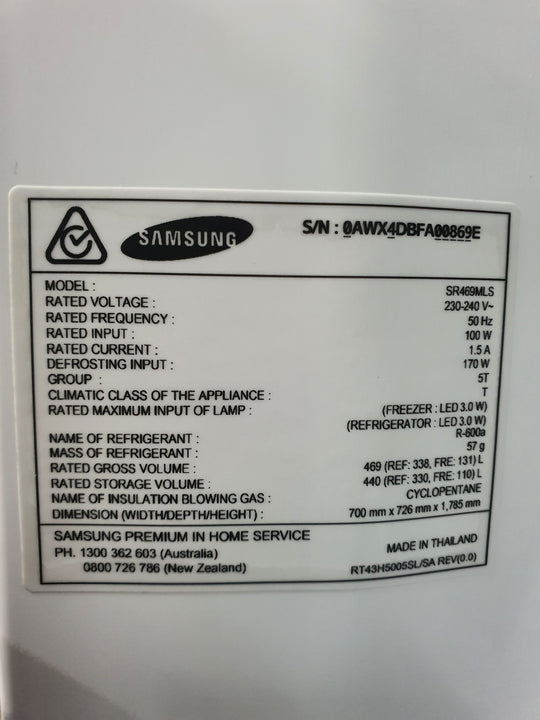 SAMSUNG
S/N : 0AWX4DBFA00869E
MODEL : SR469MLS
RATED VOLTAGE : 230-240 V~
RATED FREQUENCY : 50 Hz
RATED INPUT : 100 W
RATED CURRENT : 1.5 A
DEFROSTING INPUT : 170 W
GROUP : 5T
CLIMATIC CLASS OF THE APPLIANCE : T
RATED MAXIMUM INPUT OF LAMP : (FREEZER : LED 3.0 W)
(REFRIGERATOR : LED 3.0 W)
NAME OF REFRIGERANT : R-600a
MASS OF REFRIGERANT : 57 g
RATED GROSS VOLUME : 469 (REF: 338, FRE: 131) L
RATED STORAGE VOLUME : 440 (REF: 330, FRE: 110) L
NAME OF INSULATION BLOWING GAS : CYCLOPENTANE
DIMENSION (WIDTH/DEPTH/HEIGHT) : 700 mm x 726 mm x 1,785 mm
SAMSUNG PREMIUM IN HOME SERVICE
PH. 1300 362 603 (Australia)
0800 726 786 (New Zealand)
MADE IN THAILAND
RT43H5005SL/SA REV(0.0)